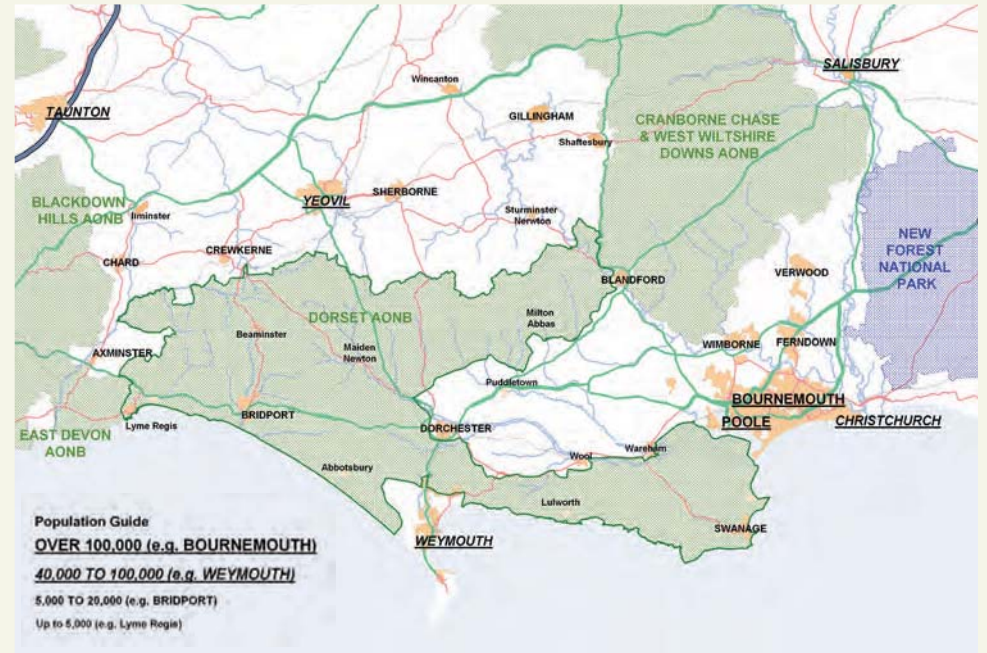 SALISBURY
Wincanton
TAUNTON
GILLINGHAM
CRANBORNE CHASE
& WEST WILTSHIRE
DOWNS AONB
Shaftesbury
BLACKDOWN
HILLS AONB
YEOVIL
SHERBORNE
Ilminster
Sturminster
Newton
NEW
FOREST
NATIONAL
PARK
CREWKERNE
CHARD
BLANDFORD
VERWOOD
DORSET AONB
Milton
Abbas
Beaminster
Maiden
Newton
WIMBORNE
FERNDOWN
AXMINSTER
Puddletown
BOURNEMOUTH
BRIDPORT
POOLE
CHRISTCHURCH
Lyme Regis
DORCHESTER
EAST DEVON
AONB
Wareham
Wool
Abbotsbury
Lulworth
SWANAGE
WEYMOUTH
Population Guide
OVER 100,000 (e.g. BOURNEMOUTH)
40,000 TO 100,000 (e.g. WEYMOUTH)
5,000 TO 20,000 (e.g. BRIDPORT)
Up to 5,000 (e.g. Lyme Regis)